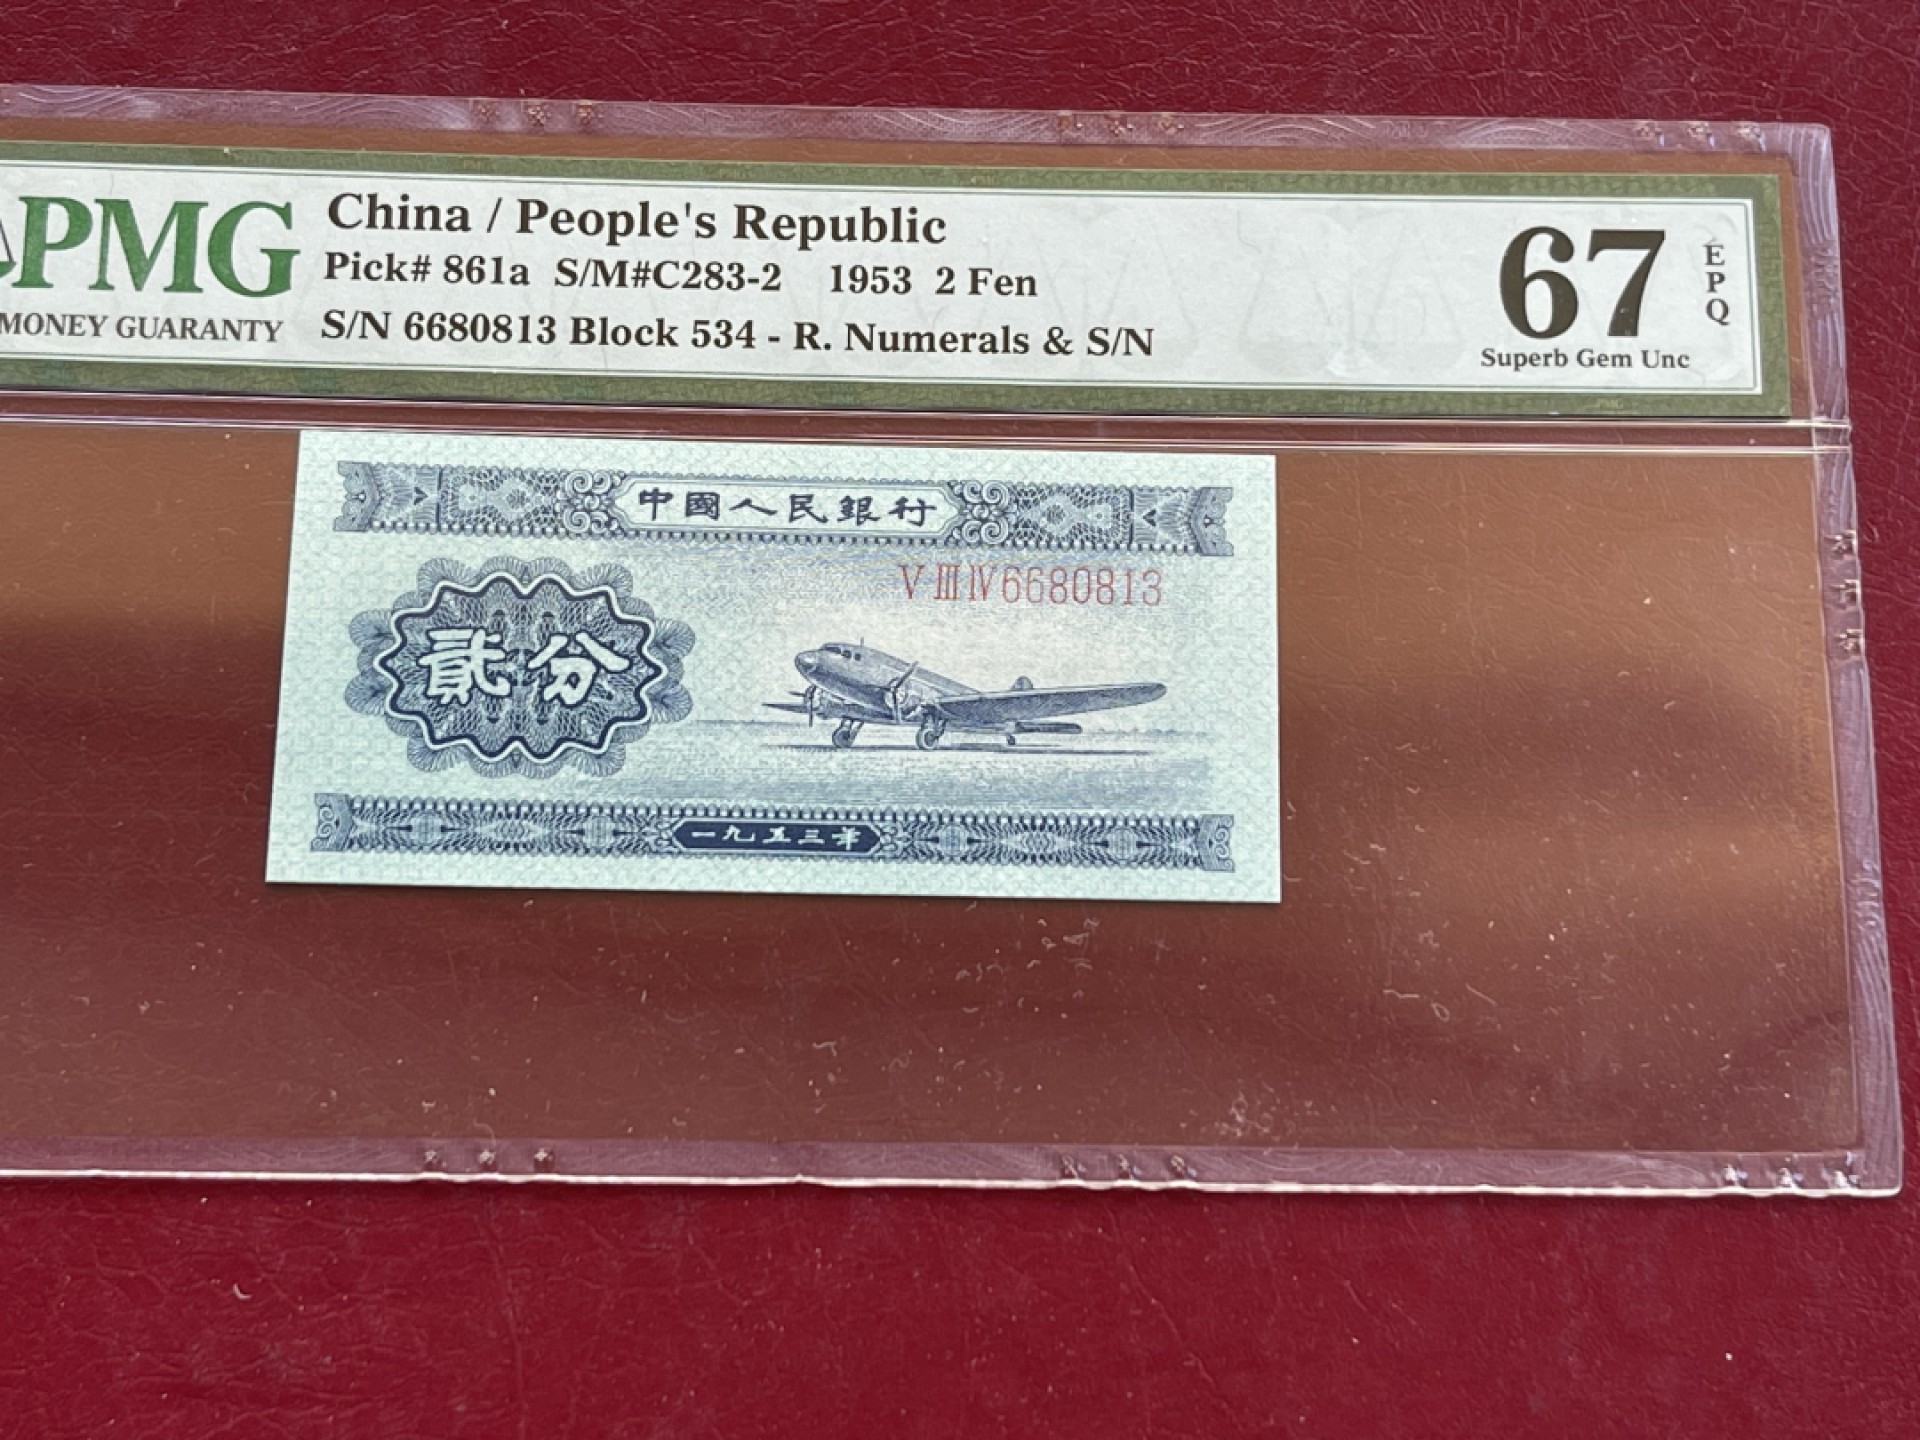 PMG
MONEY GUARANTY
China / People's Republic
Pick# 861a S/M#C283-2 1953 2 Fen
S/N 6680813 Block 534 - R. Numerals & S/N
67
EPQ
Superb Gem Unc
中國人民銀行
V III IV 6680813
貳分
一九五三年